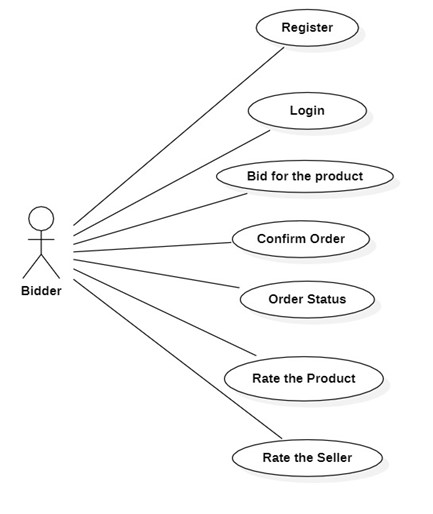 Register
Login
Bid for the product
Confirm Order
Bidder
Order Status
Rate the Product
Rate the Seller